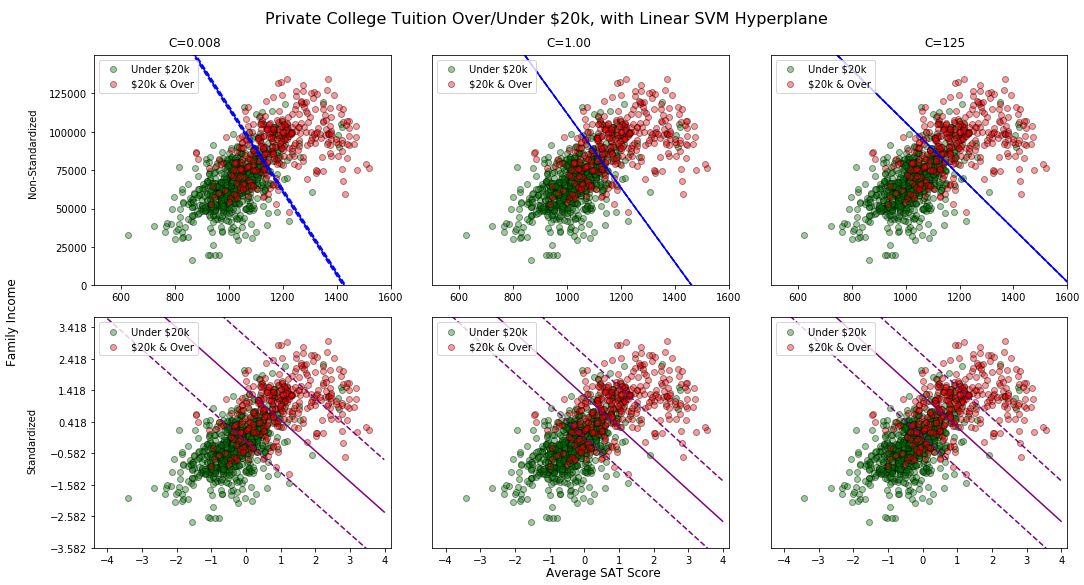 Private College Tuition Over/Under $20k, with Linear SVM Hyperplane
C=0.008
C=1.00
C=125
Non-Standardized
125000
100000
75000
50000
25000
0
Under $20k
$20k & Over
600 800 1000 1200 1400 1600
Under $20k
$20k & Over
600 800 1000 1200 1400 1600
Under $20k
$20k & Over
600 800 1000 1200 1400 1600
Family Income
Standardized
3.418
2.418
1.418
0.418
−0.582
−1.582
−2.582
−3.582
Under $20k
$20k & Over
−4 −3 −2 −1 0 1 2 3 4
Under $20k
$20k & Over
−4 −3 −2 −1 0 1 2 3 4
Under $20k
$20k & Over
−4 −3 −2 −1 0 1 2 3 4
Average SAT Score